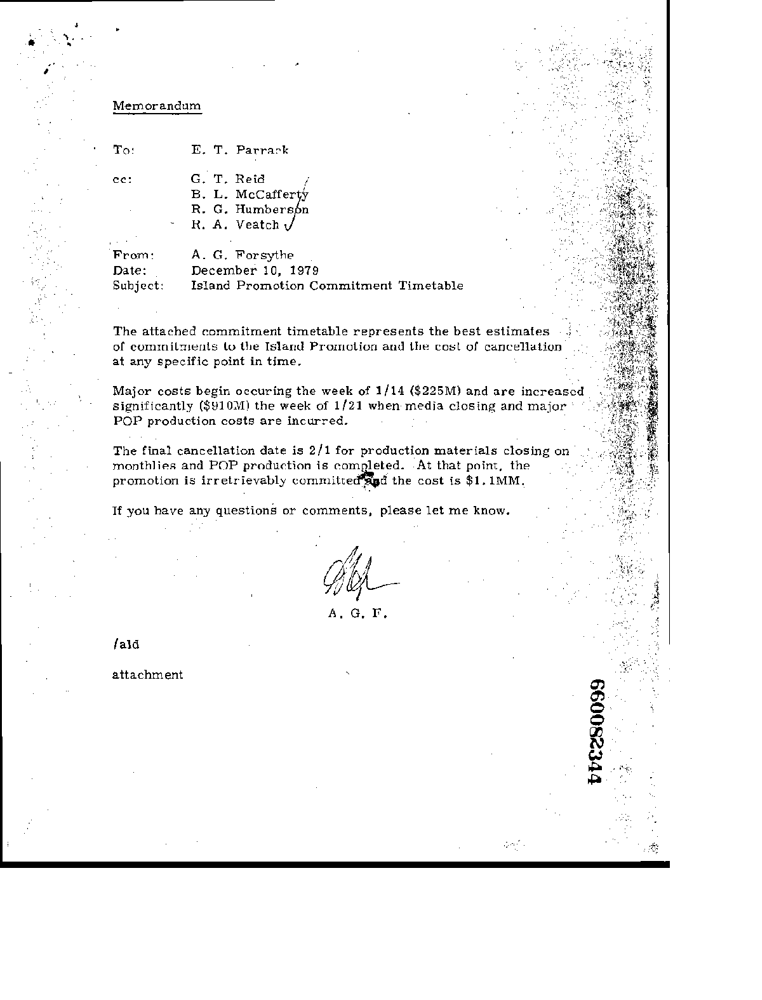 Memorandum
To: E. T. Parrack
cc: G. T. Reid
B. L. McCafferty
R. G. Humberson
R. A. Veatch
From: A. G. Forsythe
Date: December 10, 1979
Subject: Island Promotion Commitment Timetable
The attached commitment timetable represents the best estimates
of commitments to the Island Promotion and the cost of cancellation
at any specific point in time.
Major costs begin occuring the week of 1/14 ($225M) and are increased
significantly ($910M) the week of 1/21 when media closing and major
POP production costs are incurred.
The final cancellation date is 2/1 for production materials closing on
monthlies and POP production is completed. At that point, the
promotion is irretrievably committed and the cost is $1.1MM.
If you have any questions or comments, please let me know.
A. G. F.
/ald
attachment
660082344